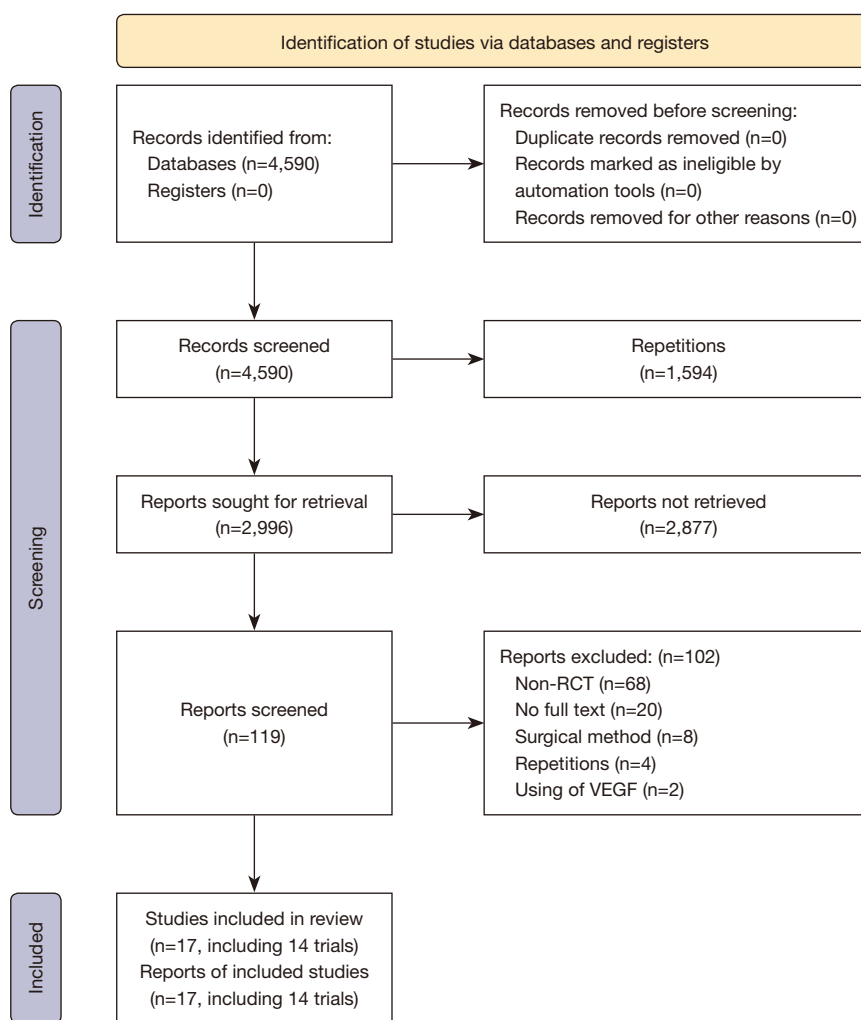 Identification of studies via databases and registers
Identification
Records identified from:
Databases (n=4,590)
Registers (n=0)
Records removed before screening:
Duplicate records removed (n=0)
Records marked as ineligible by
automation tools (n=0)
Records removed for other reasons (n=0)
Screening
Records screened
(n=4,590)
Repetitions
(n=1,594)
Reports sought for retrieval
(n=2,996)
Reports not retrieved
(n=2,877)
Reports screened
(n=119)
Reports excluded: (n=102)
Non-RCT (n=68)
No full text (n=20)
Surgical method (n=8)
Repetitions (n=4)
Using of VEGF (n=2)
Included
Studies included in review
(n=17, including 14 trials)
Reports of included studies
(n=17, including 14 trials)